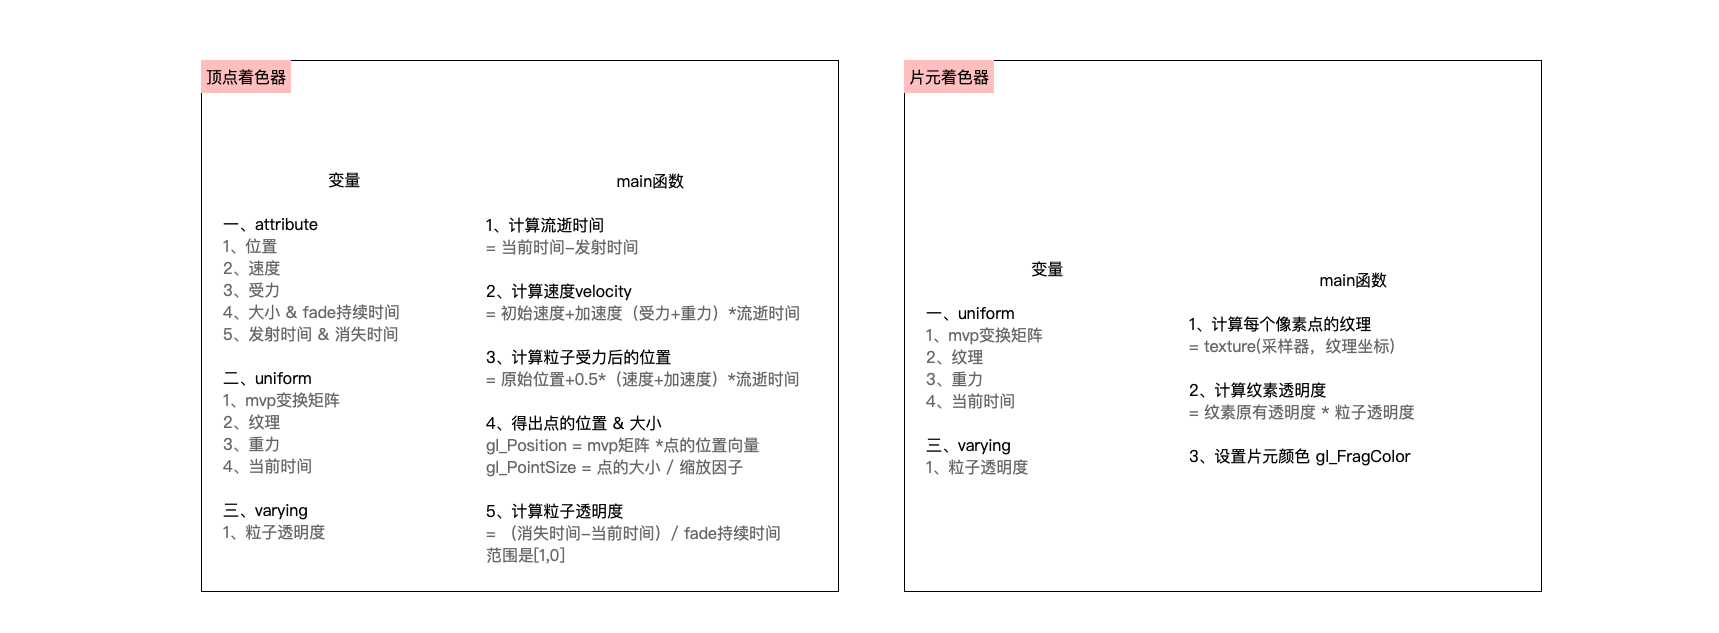 顶点着色器
变量
一、attribute
1、位置
2、速度
3、受力
4、大小 & fade持续时间
5、发射时间 & 消失时间
二、uniform
1、mvp变换矩阵
2、纹理
3、重力
4、当前时间
三、varying
1、粒子透明度
main函数
1、计算流逝时间
= 当前时间-发射时间
2、计算速度velocity
= 初始速度+加速度（受力+重力）*流逝时间
3、计算粒子受力后的位置
= 原始位置+0.5*（速度+加速度）*流逝时间
4、得出点的位置 & 大小
gl_Position = mvp矩阵 *点的位置向量
gl_PointSize = 点的大小 / 缩放因子
5、计算粒子透明度
= （消失时间-当前时间）/ fade持续时间
范围是[1,0]
片元着色器
变量
一、uniform
1、mvp变换矩阵
2、纹理
3、重力
4、当前时间
三、varying
1、粒子透明度
main函数
1、计算每个像素点的纹理
= texture(采样器，纹理坐标)
2、计算纹素透明度
= 纹素原有透明度 * 粒子透明度
3、设置片元颜色 gl_FragColor